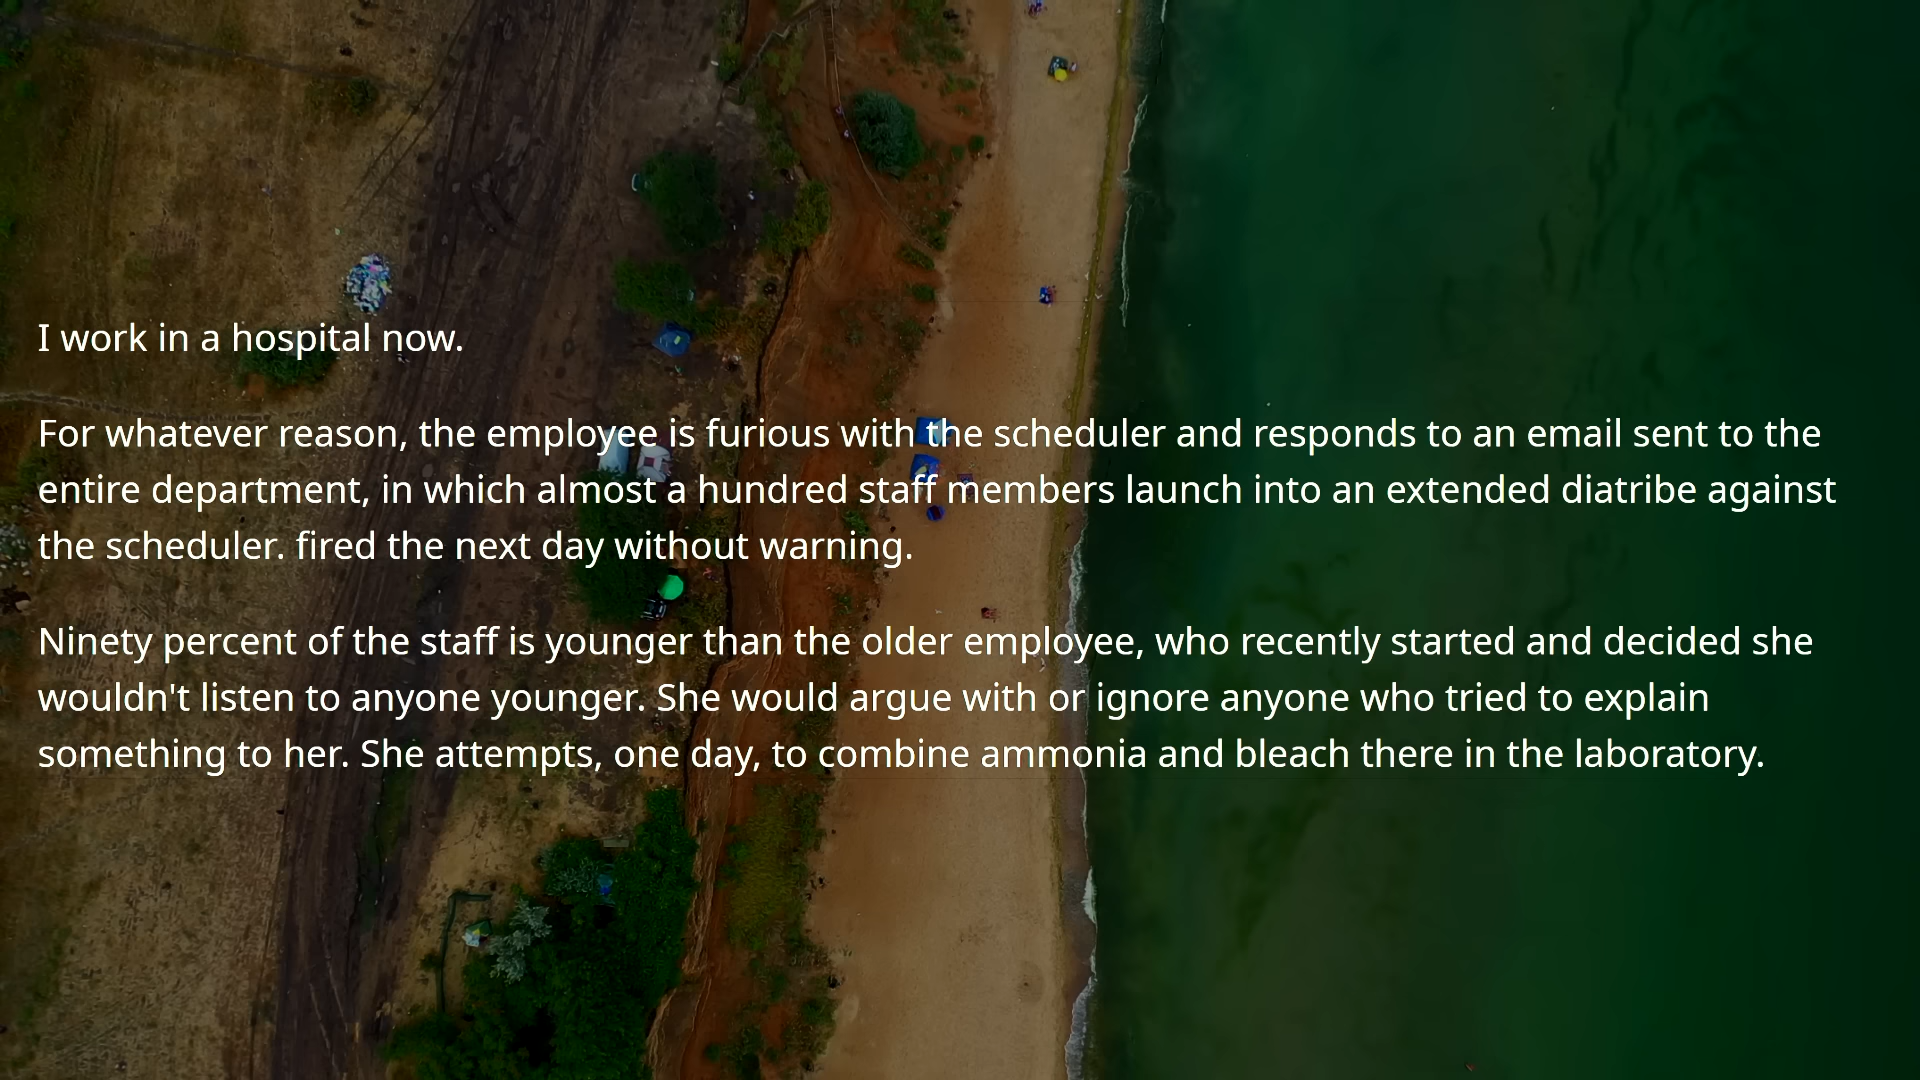 I work in a hospital now.
For whatever reason, the employee is furious with the scheduler and responds to an email sent to the
entire department, in which almost a hundred staff members launch into an extended diatribe against
the scheduler. fired the next day without warning.
Ninety percent of the staff is younger than the older employee, who recently started and decided she
wouldn't listen to anyone younger. She would argue with or ignore anyone who tried to explain
something to her. She attempts, one day, to combine ammonia and bleach there in the laboratory.